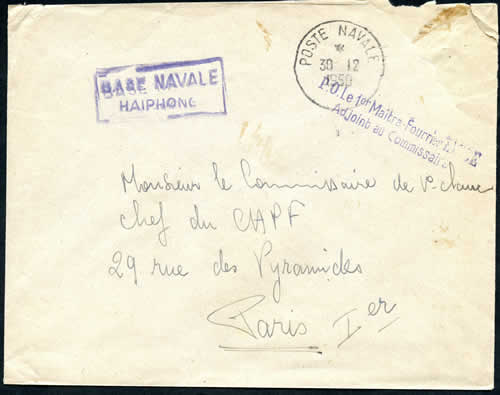 BASE NAVALE
HAIPHONG
POSTE NAVALE
*
30 12
1950
P.O. Le 1er Maître-Fourrier
Adjoint au Commissaire
Monsieur le Commissaire de 1° classe
Chef du CAPF
29 rue des Pyramides
Paris Ier